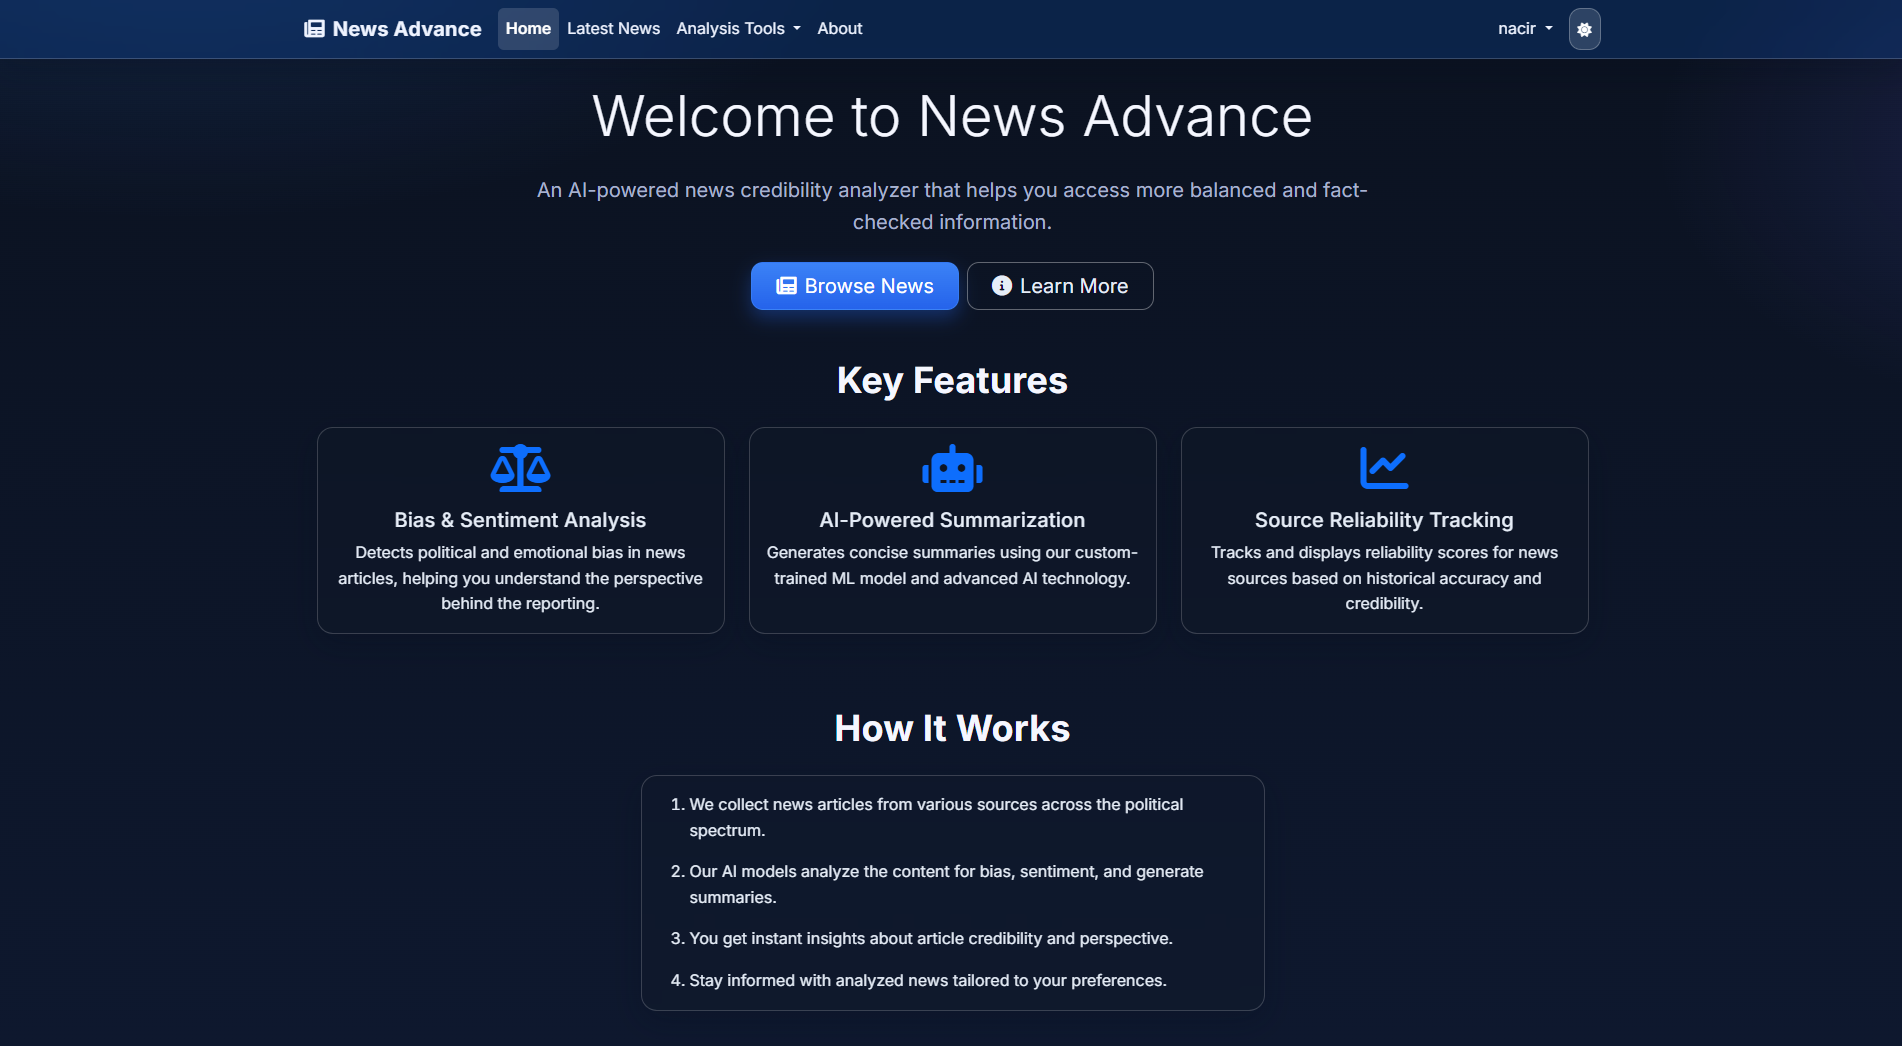 News Advance
Home
Latest News
Analysis Tools
About
nacir
Welcome to News Advance
An AI-powered news credibility analyzer that helps you access more balanced and fact-
checked information.
Browse News
Learn More
Key Features
Bias & Sentiment Analysis
Detects political and emotional bias in news
articles, helping you understand the perspective
behind the reporting.
AI-Powered Summarization
Generates concise summaries using our custom-
trained ML model and advanced AI technology.
Source Reliability Tracking
Tracks and displays reliability scores for news
sources based on historical accuracy and
credibility.
How It Works
1. We collect news articles from various sources across the political
spectrum.
2. Our AI models analyze the content for bias, sentiment, and generate
summaries.
3. You get instant insights about article credibility and perspective.
4. Stay informed with analyzed news tailored to your preferences.